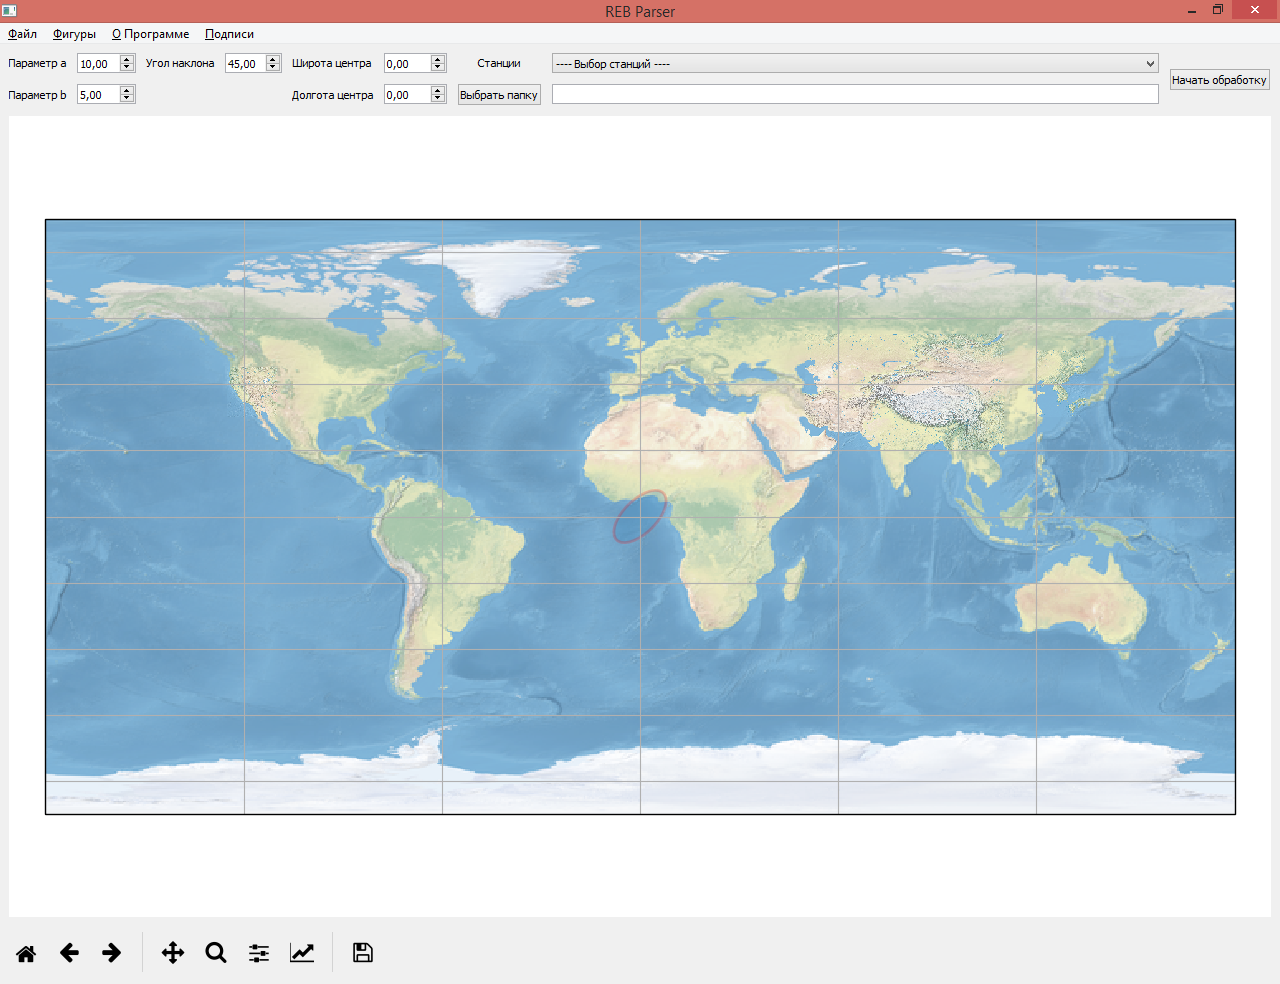 REB Parser
Файл Фигуры О Программе Подписи
Параметр a 10,00 Угол наклона 45,00 Широта центра 0,00 Станции ---- Выбор станций ----
Начать обработку
Параметр b 5,00 Долгота центра 0,00 Выбрать папку